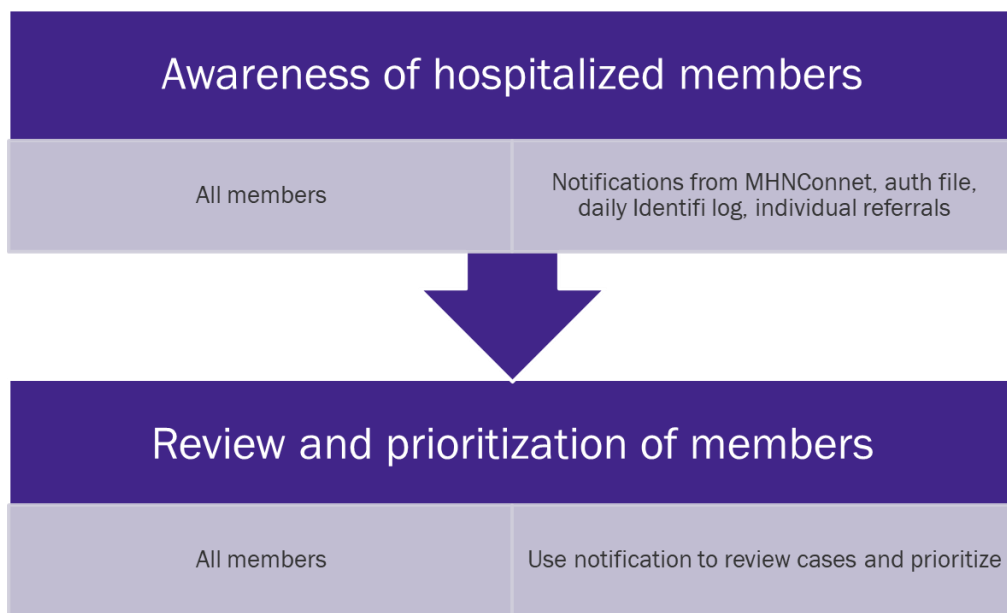 Awareness of hospitalized members
All members
Notifications from MHNConnet, auth file,
daily Identifi log, individual referrals
Review and prioritization of members
All members
Use notification to review cases and prioritize